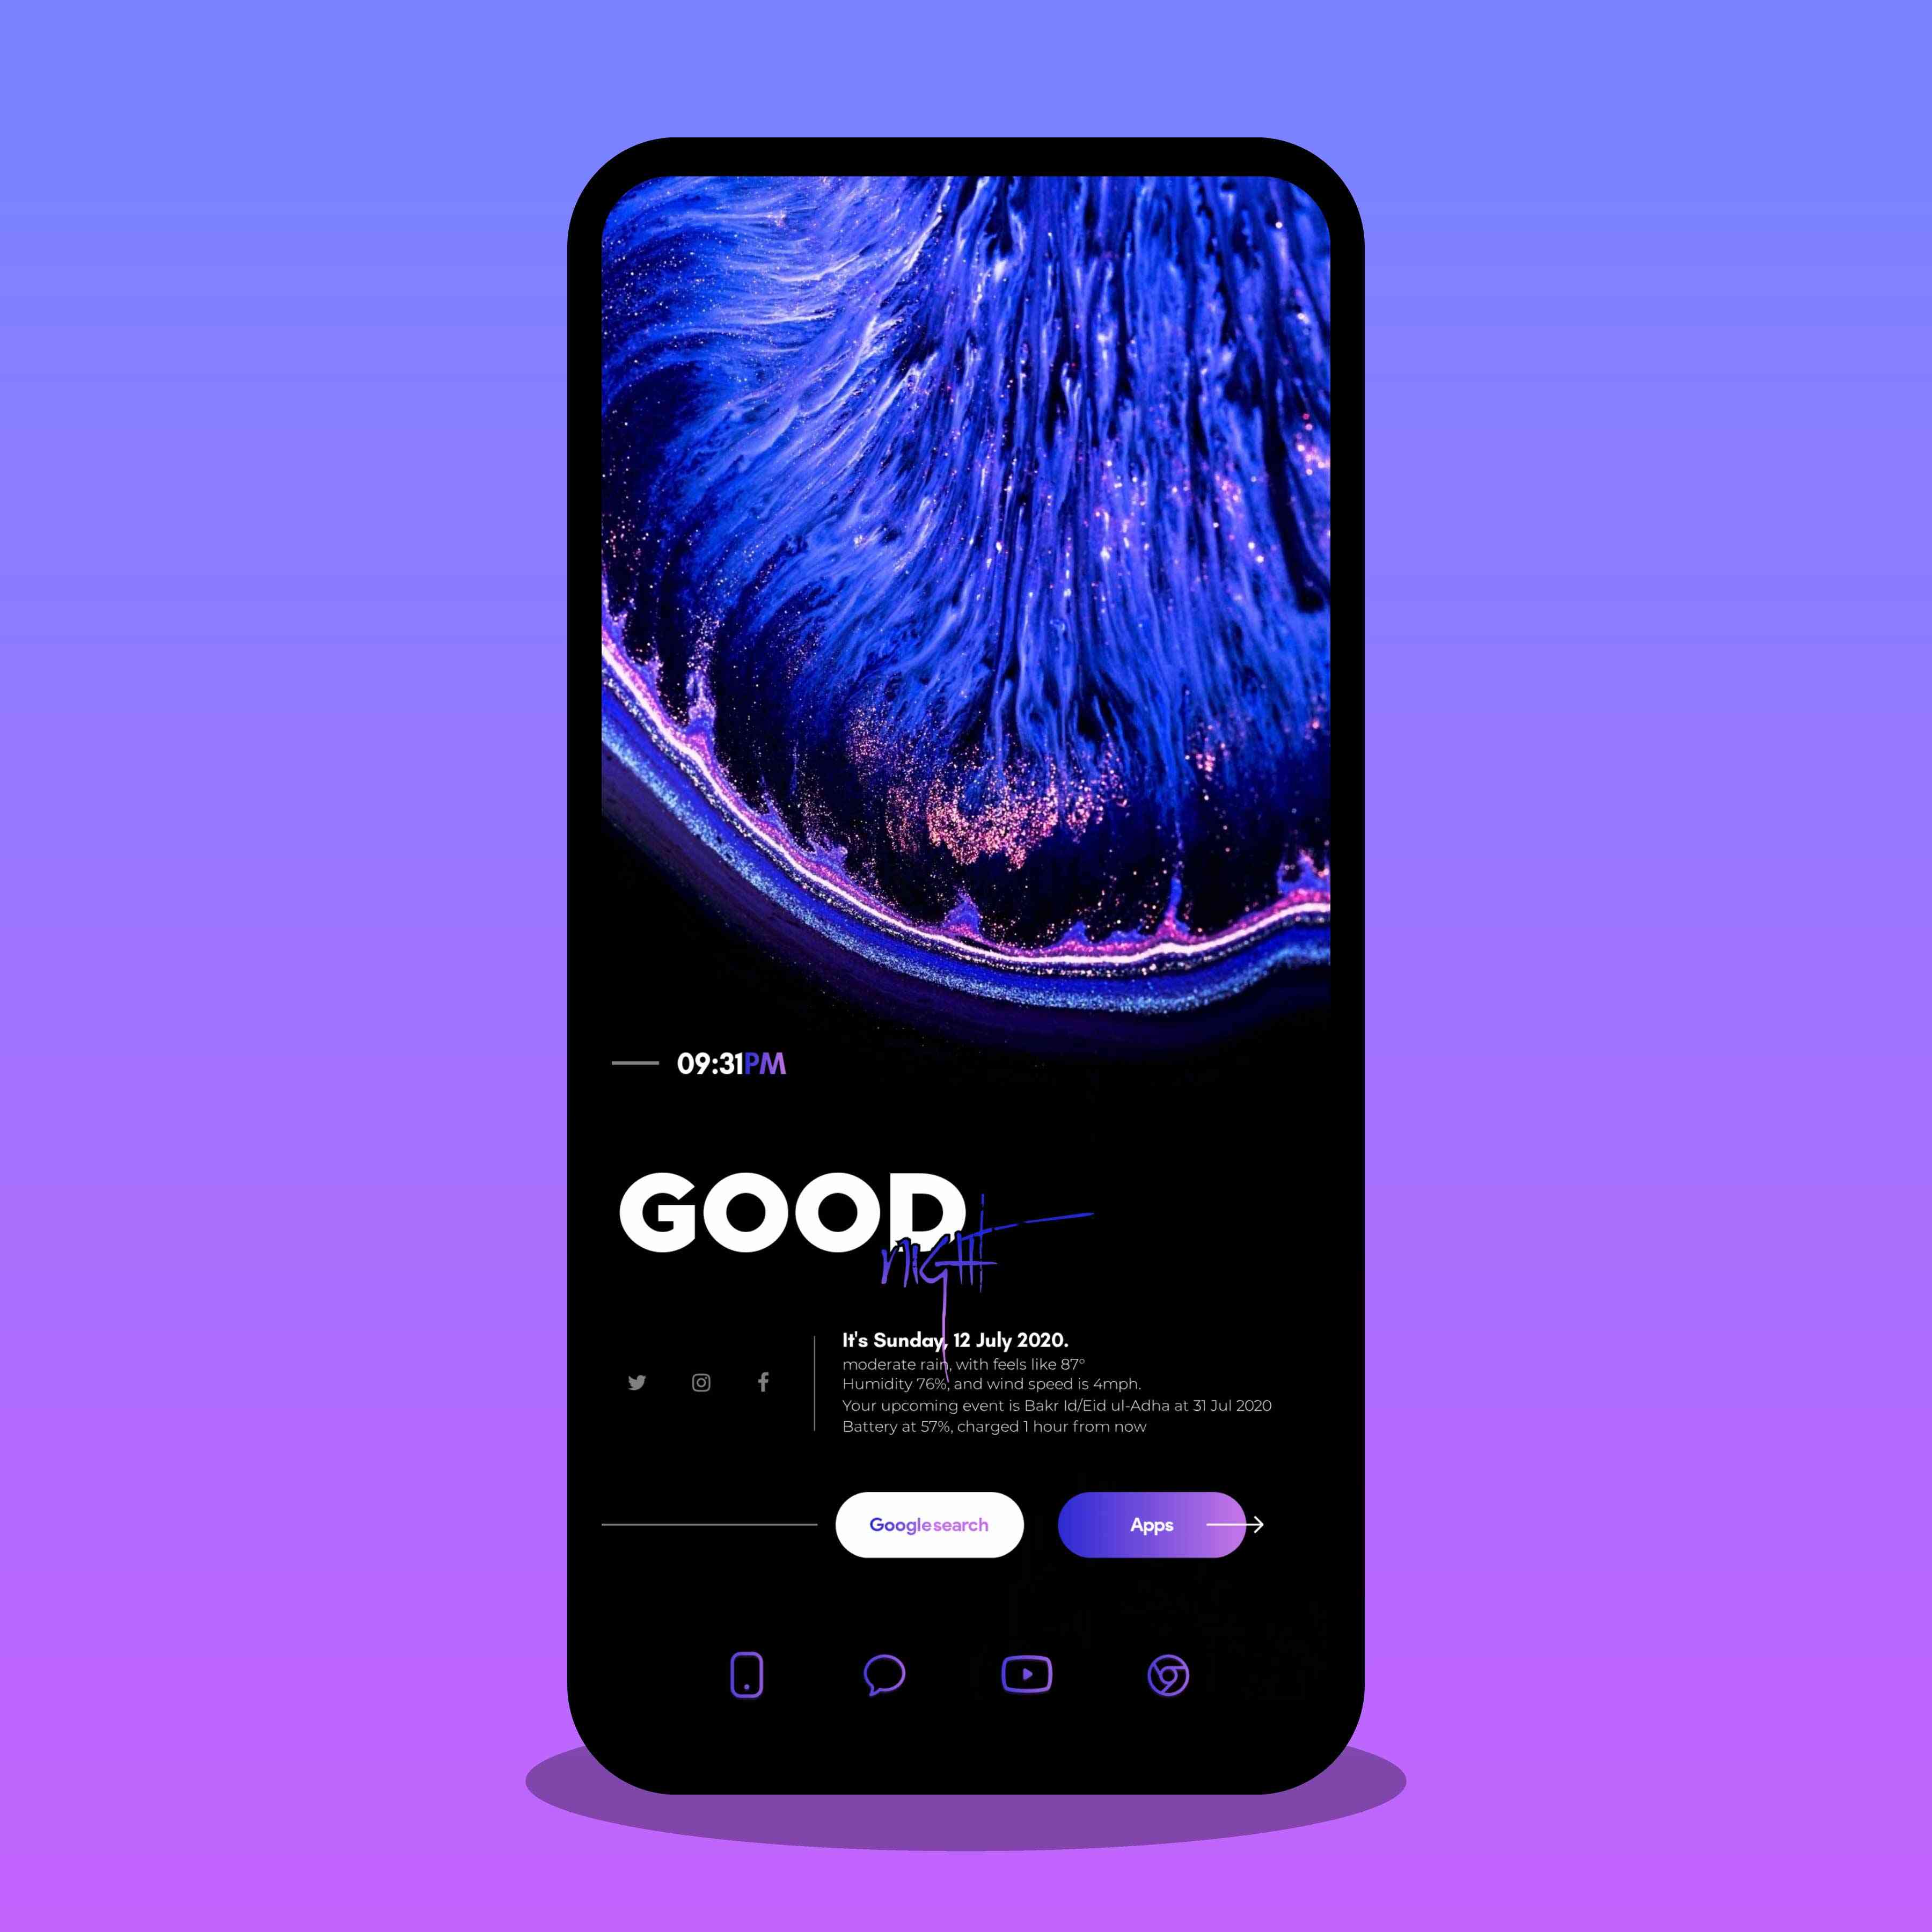 09:31PM
GOOD
NIGHT
It's Sunday, 12 July 2020.
moderate rain, with feels like 87°
Humidity 76%, and wind speed is 4mph.
Your upcoming event is Bakr Id/Eid ul-Adha at 31 Jul 2020
Battery at 57%, charged 1 hour from now
Googlesearch
Apps